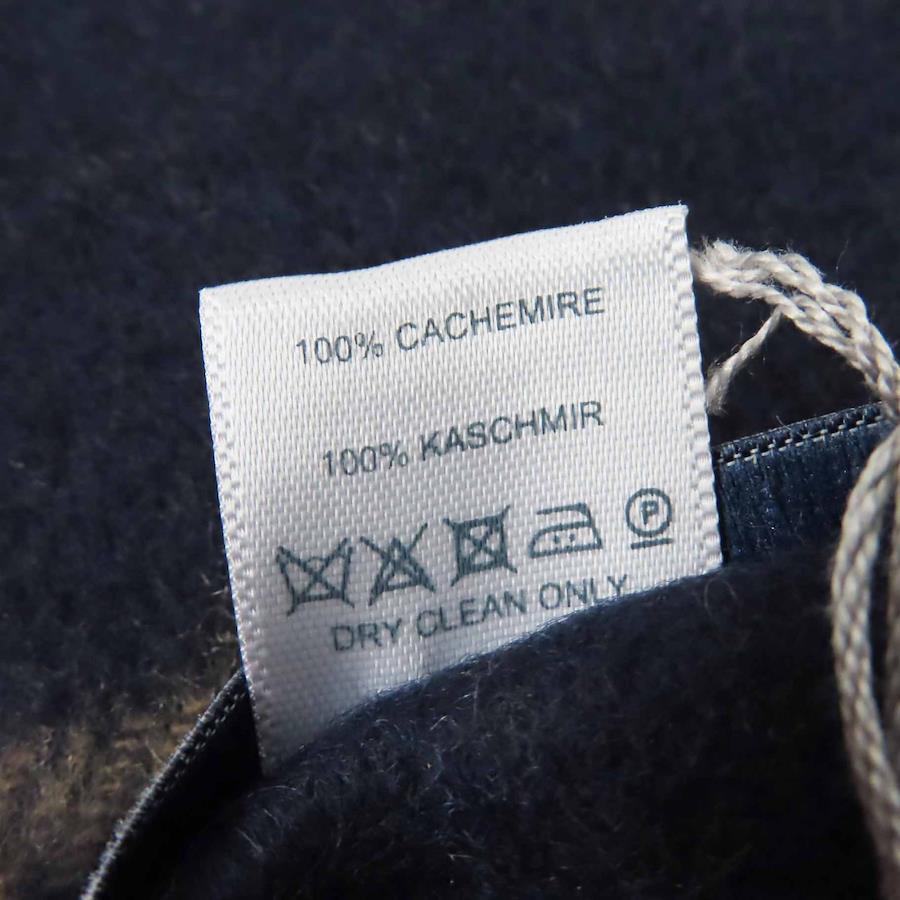 100% CACHEMIRE
100% KASCHMIR
P
DRY CLEAN ONLY